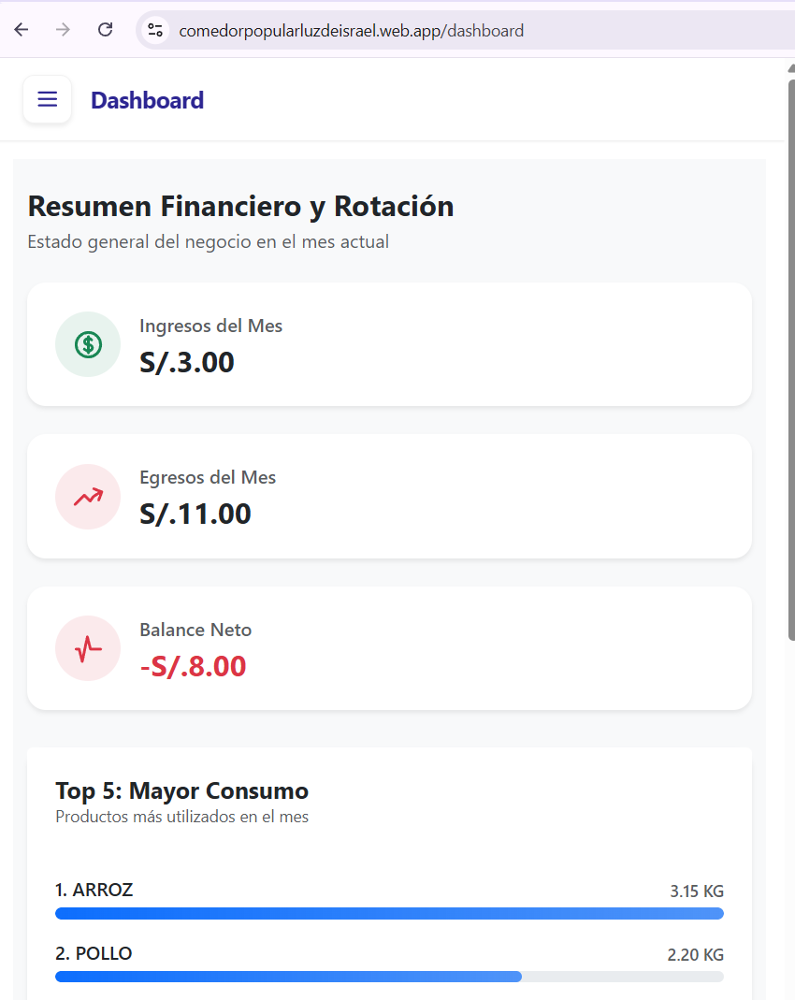 comedorpopularluzdeisrael.web.app/dashboard
Dashboard
Resumen Financiero y Rotación
Estado general del negocio en el mes actual
Ingresos del Mes
S/.3.00
Egresos del Mes
S/.11.00
Balance Neto
-S/.8.00
Top 5: Mayor Consumo
Productos más utilizados en el mes
1. ARROZ 3.15 KG
2. POLLO 2.20 KG